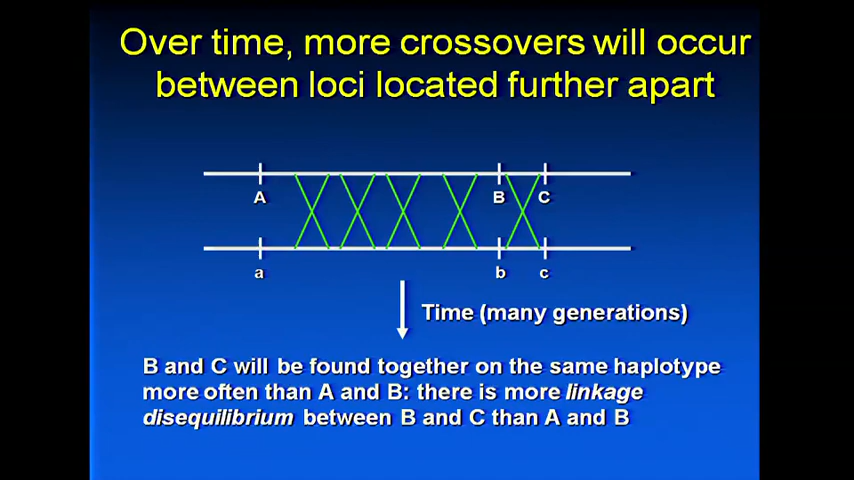 Over time, more crossovers will occur
between loci located further apart
A B C
a b c
Time (many generations)
B and C will be found together on the same haplotype
more often than A and B: there is more linkage
disequilibrium between B and C than A and B